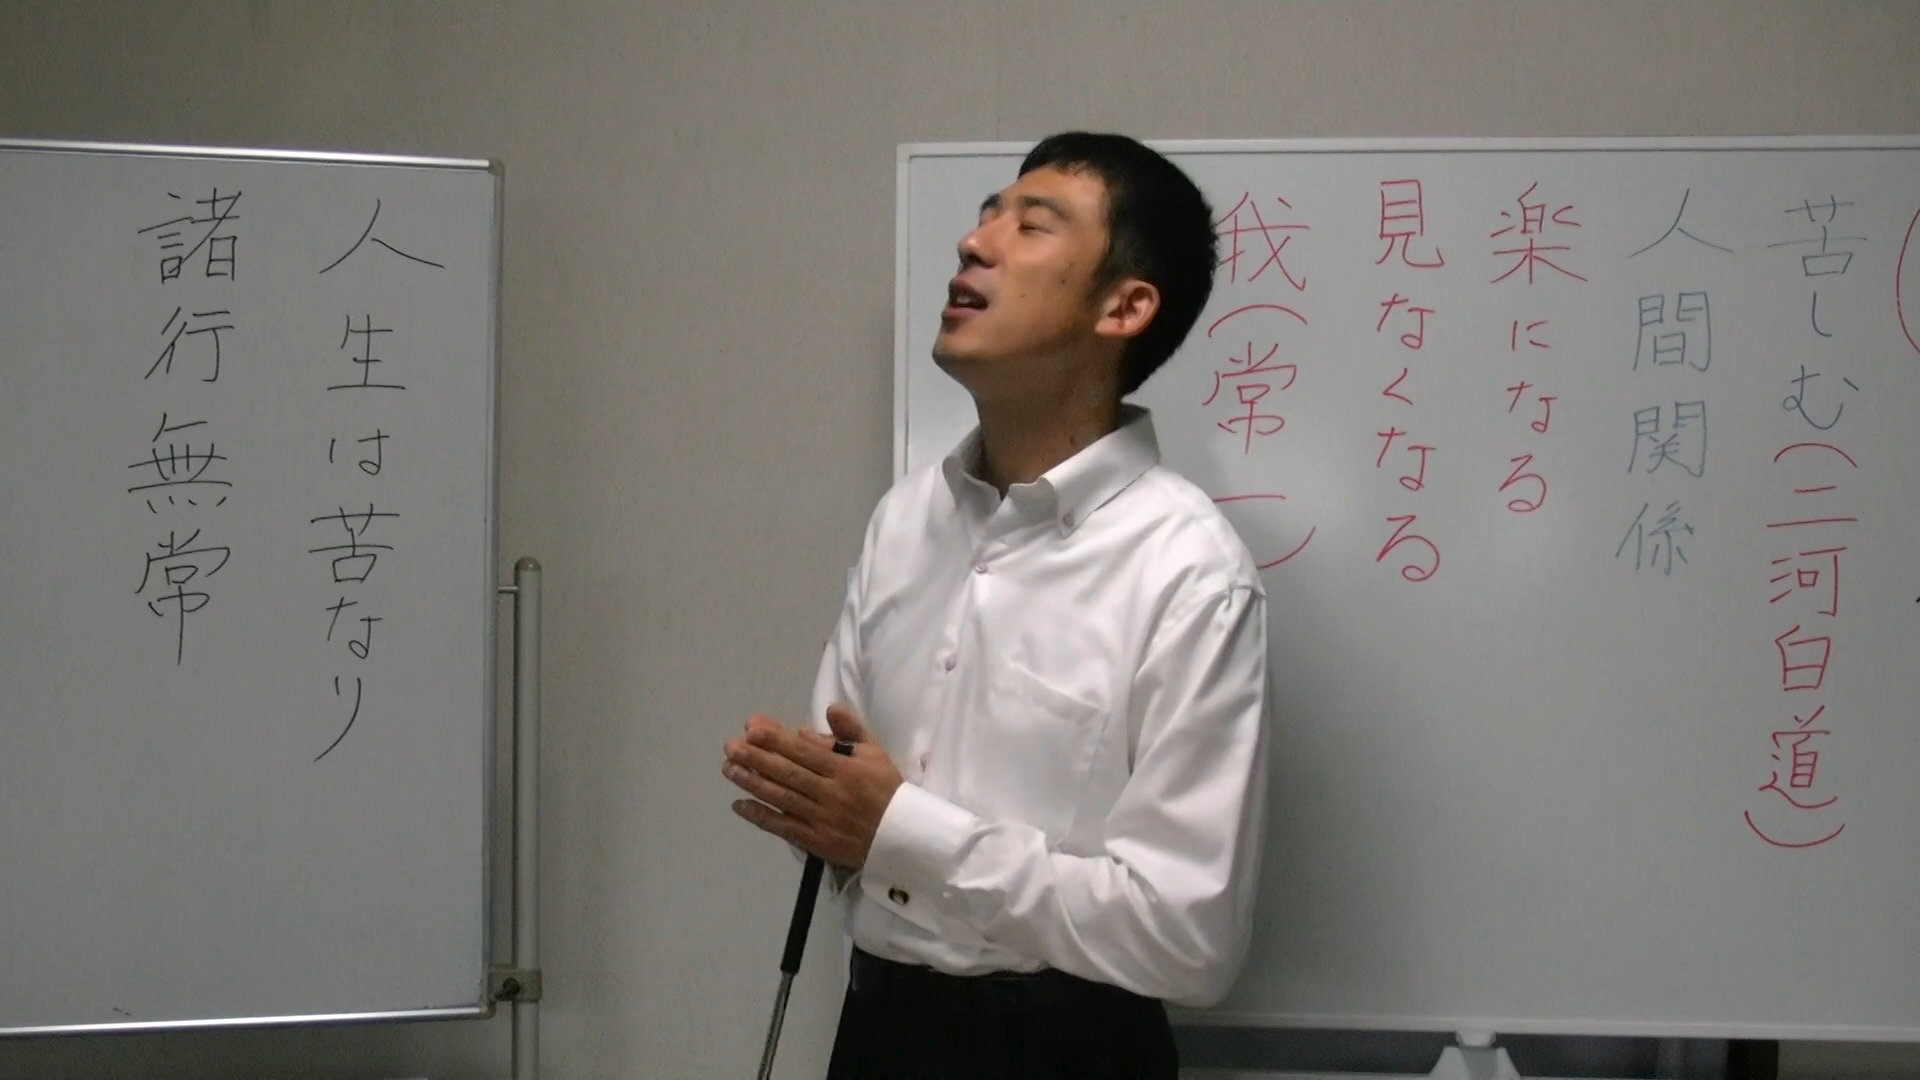 苦しむ(二河白道)
人間関係
楽になる
見なくなる
我(常一)
人生は苦なり
諸行無常